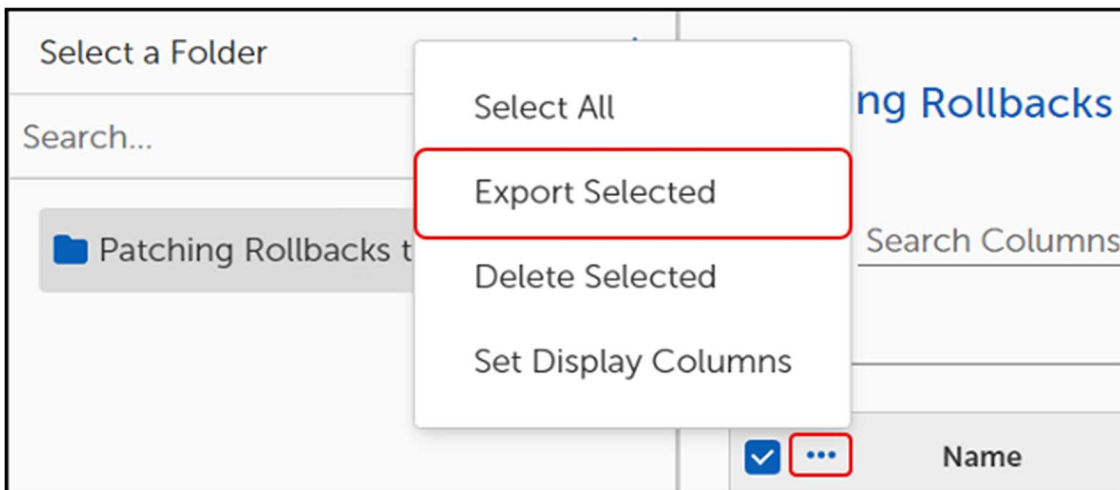 Select a Folder
Search...
Patching Rollbacks t
Select All
Export Selected
Delete Selected
Set Display Columns
ng Rollbacks
Search Columns
Name